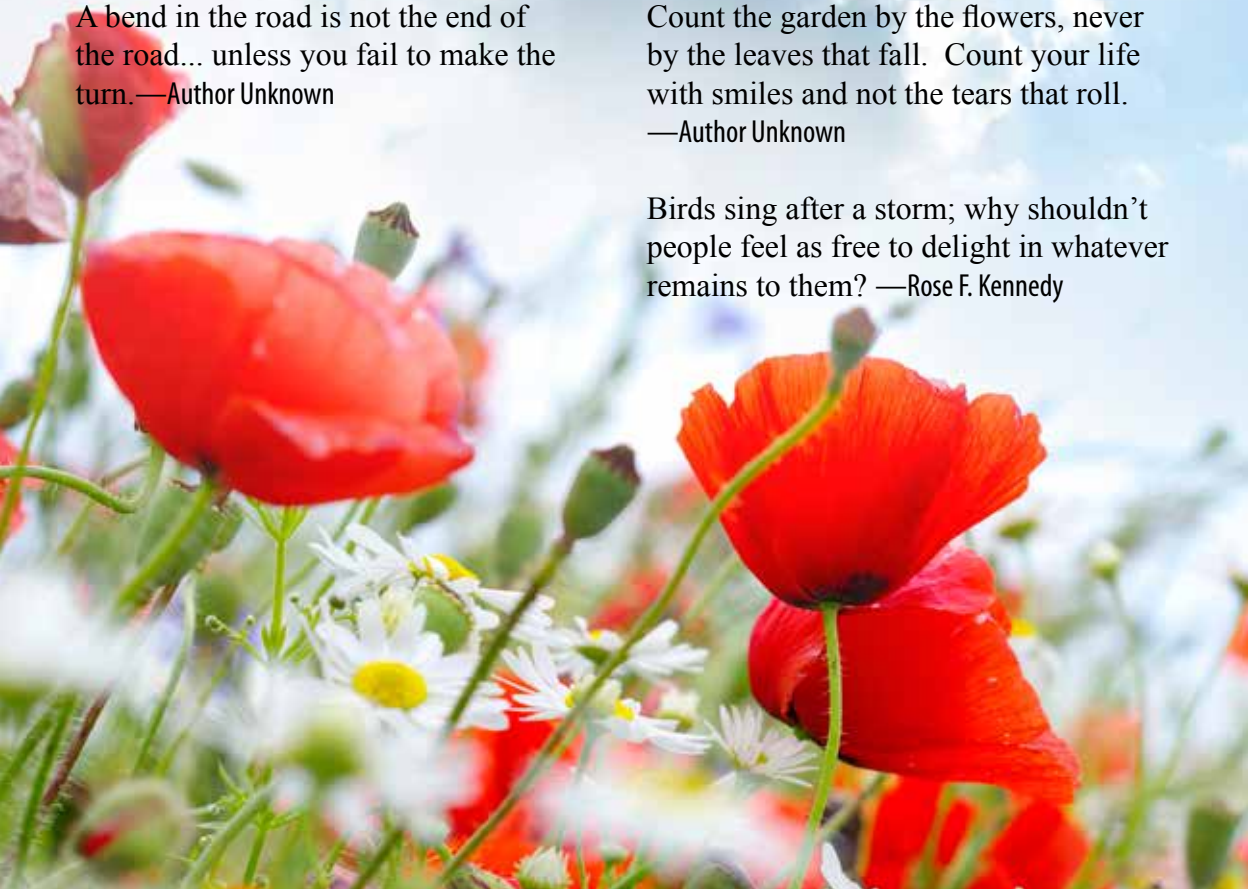 A bend in the road is not the end of
the road... unless you fail to make the
turn.—Author Unknown
Count the garden by the flowers, never
by the leaves that fall.  Count your life
with smiles and not the tears that roll.
—Author Unknown
Birds sing after a storm; why shouldn’t
people feel as free to delight in whatever
remains to them? —Rose F. Kennedy